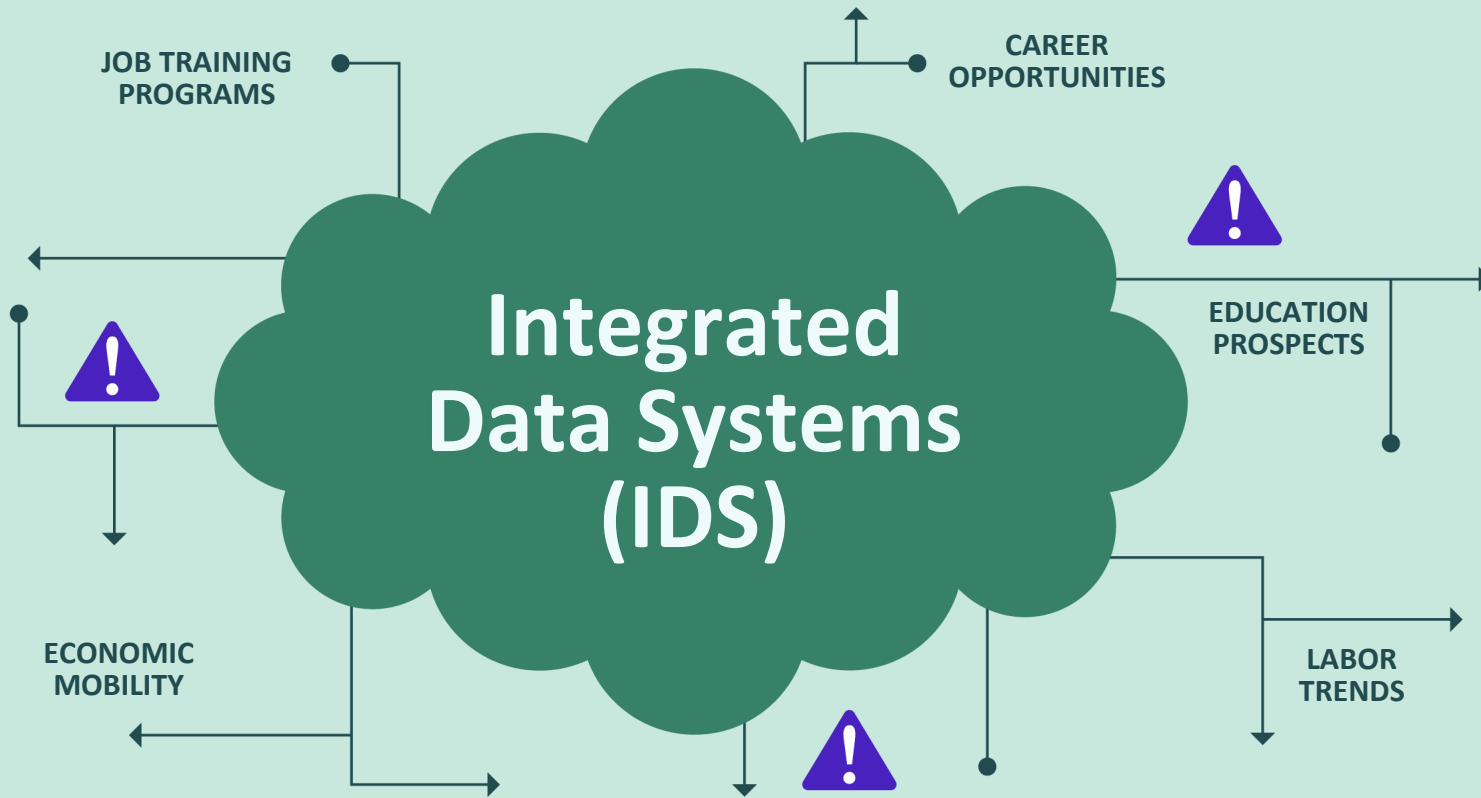 JOB TRAINING
PROGRAMS
CAREER
OPPORTUNITIES
Integrated
Data Systems
(IDS)
EDUCATION
PROSPECTS
ECONOMIC
MOBILITY
LABOR
TRENDS